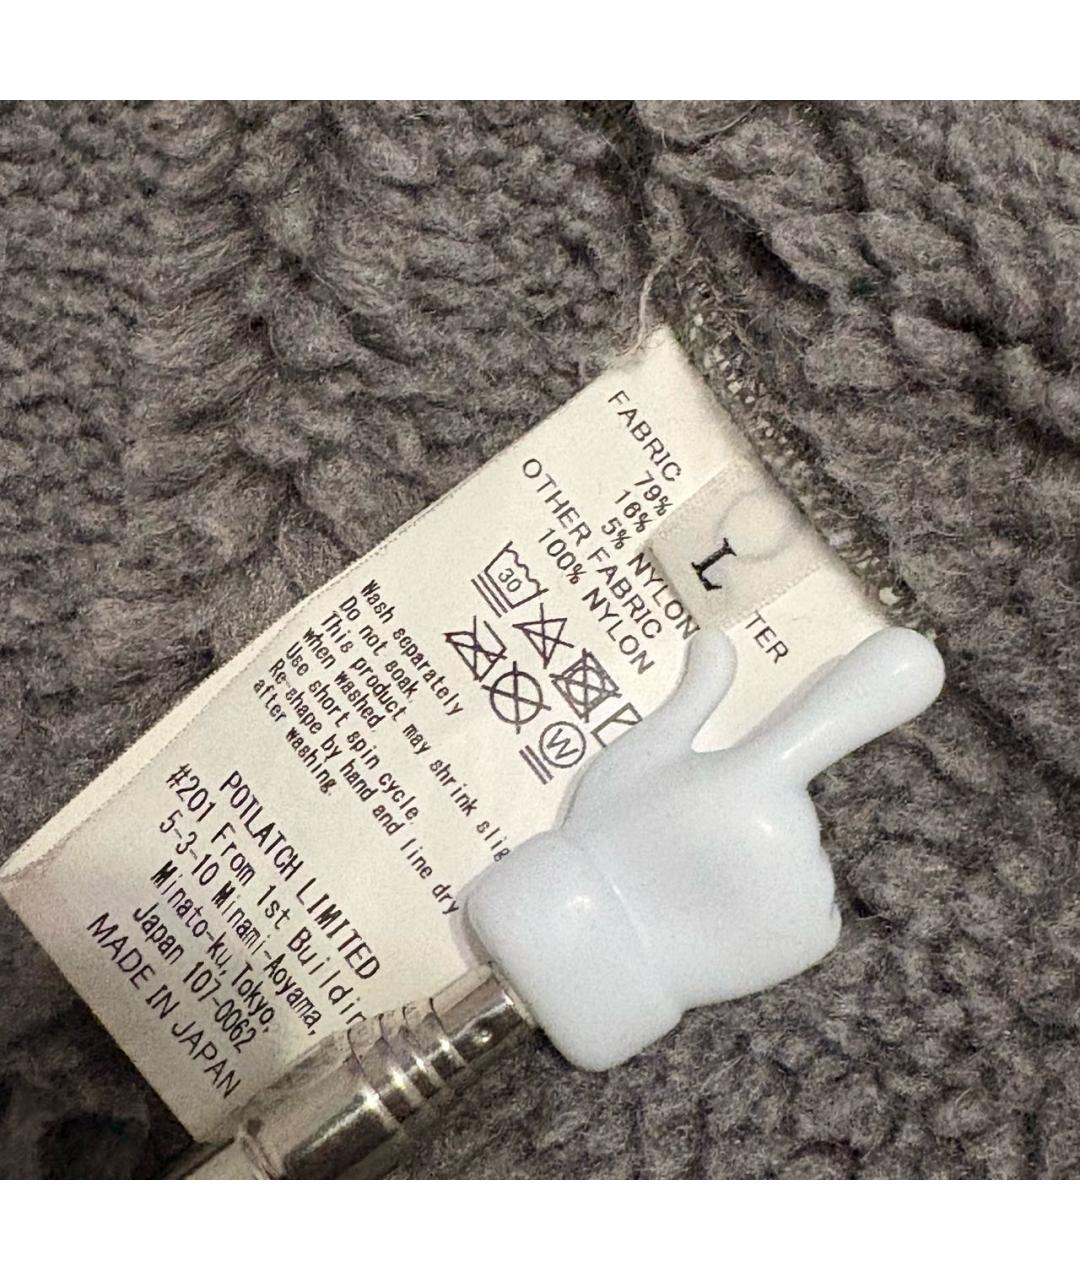 FABRIC
79%
16%
5% NYLON
OTHER FABRIC
100% NYLON
L
TER
30
W
Wash separately
Do not soak.
This product may shrink slig
when washed.
Use short spin cycle.
Re-shape by hand and line dry
after washing.
POTLATCH LIMITED
#201 From 1st Buildin
5-3-10 Minami-Aoyama,
Minato-ku, Tokyo,
Japan 107-0062
MADE IN JAPAN